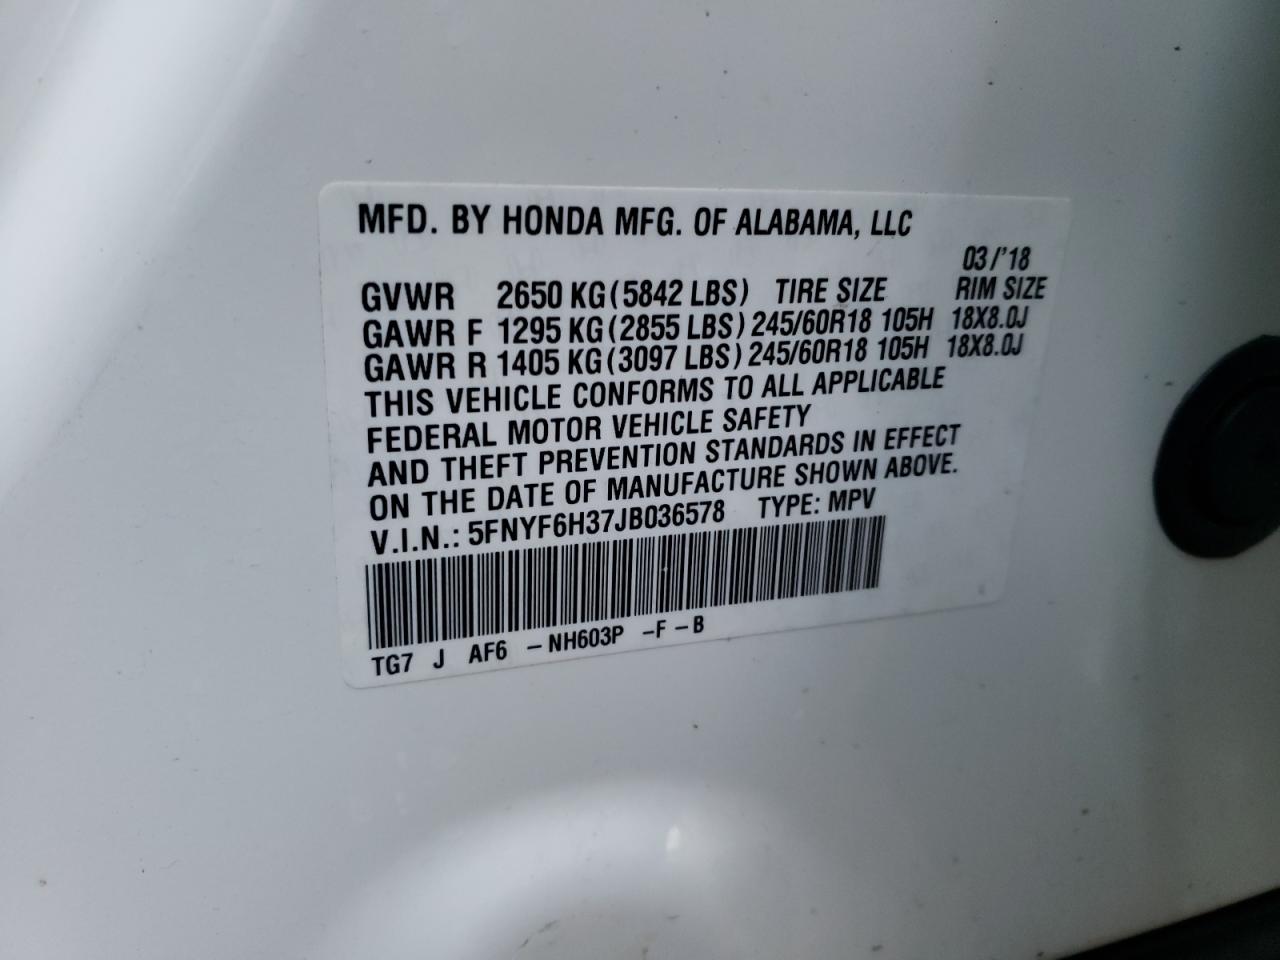 MFD. BY HONDA MFG. OF ALABAMA, LLC
03/'18
GVWR 2650 KG(5842 LBS) TIRE SIZE RIM SIZE
GAWR F 1295 KG(2855 LBS) 245/60R18 105H 18X8.0J
GAWR R 1405 KG(3097 LBS) 245/60R18 105H 18X8.0J
THIS VEHICLE CONFORMS TO ALL APPLICABLE
FEDERAL MOTOR VEHICLE SAFETY
AND THEFT PREVENTION STANDARDS IN EFFECT
ON THE DATE OF MANUFACTURE SHOWN ABOVE.
V.I.N.: 5FNYF6H37JB036578 TYPE: MPV
TG7 J AF6 -NH603P -F-B